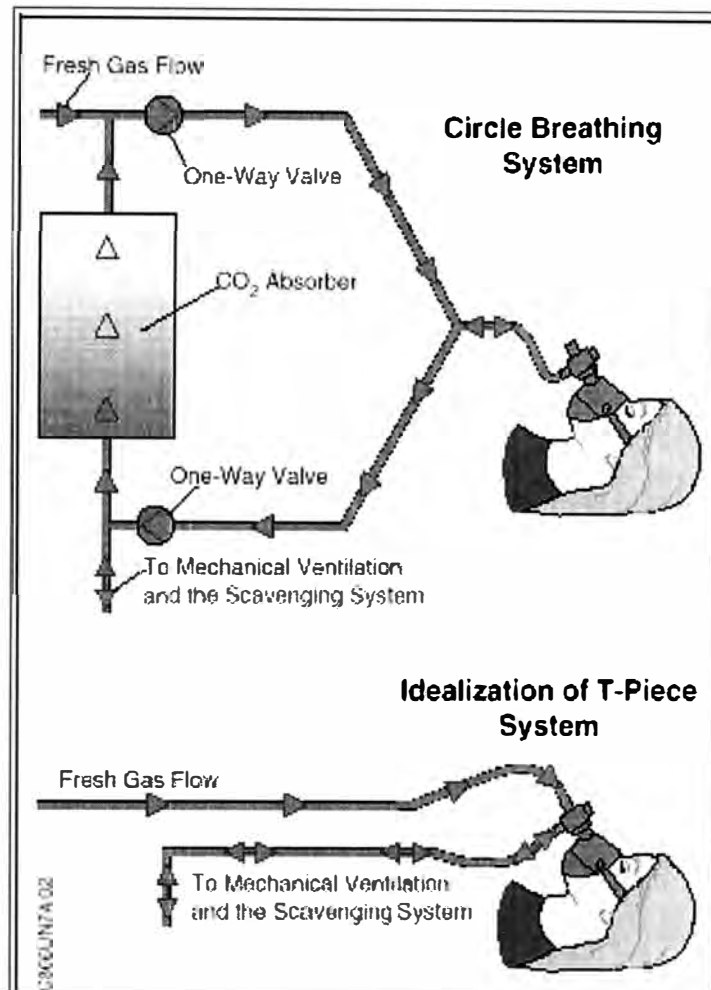 Fresh Gas Flow
Circle Breathing
System
One-Way Valve
CO₂ Absorber
One-Way Valve
To Mechanical Ventilation
and the Scavenging System
Idealization of T-Piece
System
Fresh Gas Flow
To Mechanical Ventilation
and the Scavenging System